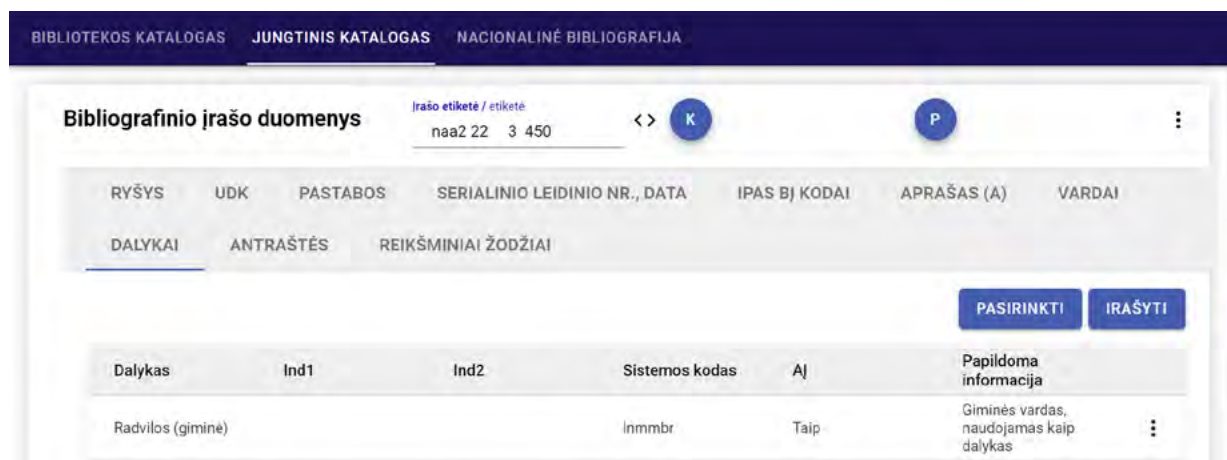 BIBLIOTEKOS KATALOGAS JUNGTINIS KATALOGAS NACIONALINĖ BIBLIOGRAFIJA
Įrašo etiketė / etiketė
Bibliografinio įrašo duomenys naa2 22 3 450 <> K P
RYŠYS UDK PASTABOS SERIALINIO LEIDINIO NR., DATA IPAS BĮ KODAI APRAŠAS (A) VARDAI
DALYKAI ANTRAŠTĖS REIKŠMINIAI ŽODŽIAI
PASIRINKTI IRAŠYTI
Dalykas Ind1 Ind2 Sistemos kodas AĮ Papildoma
informacija
Radvilos (giminė) lnmmbr Taip Giminės vardas,
naudojamas kaip
dalykas